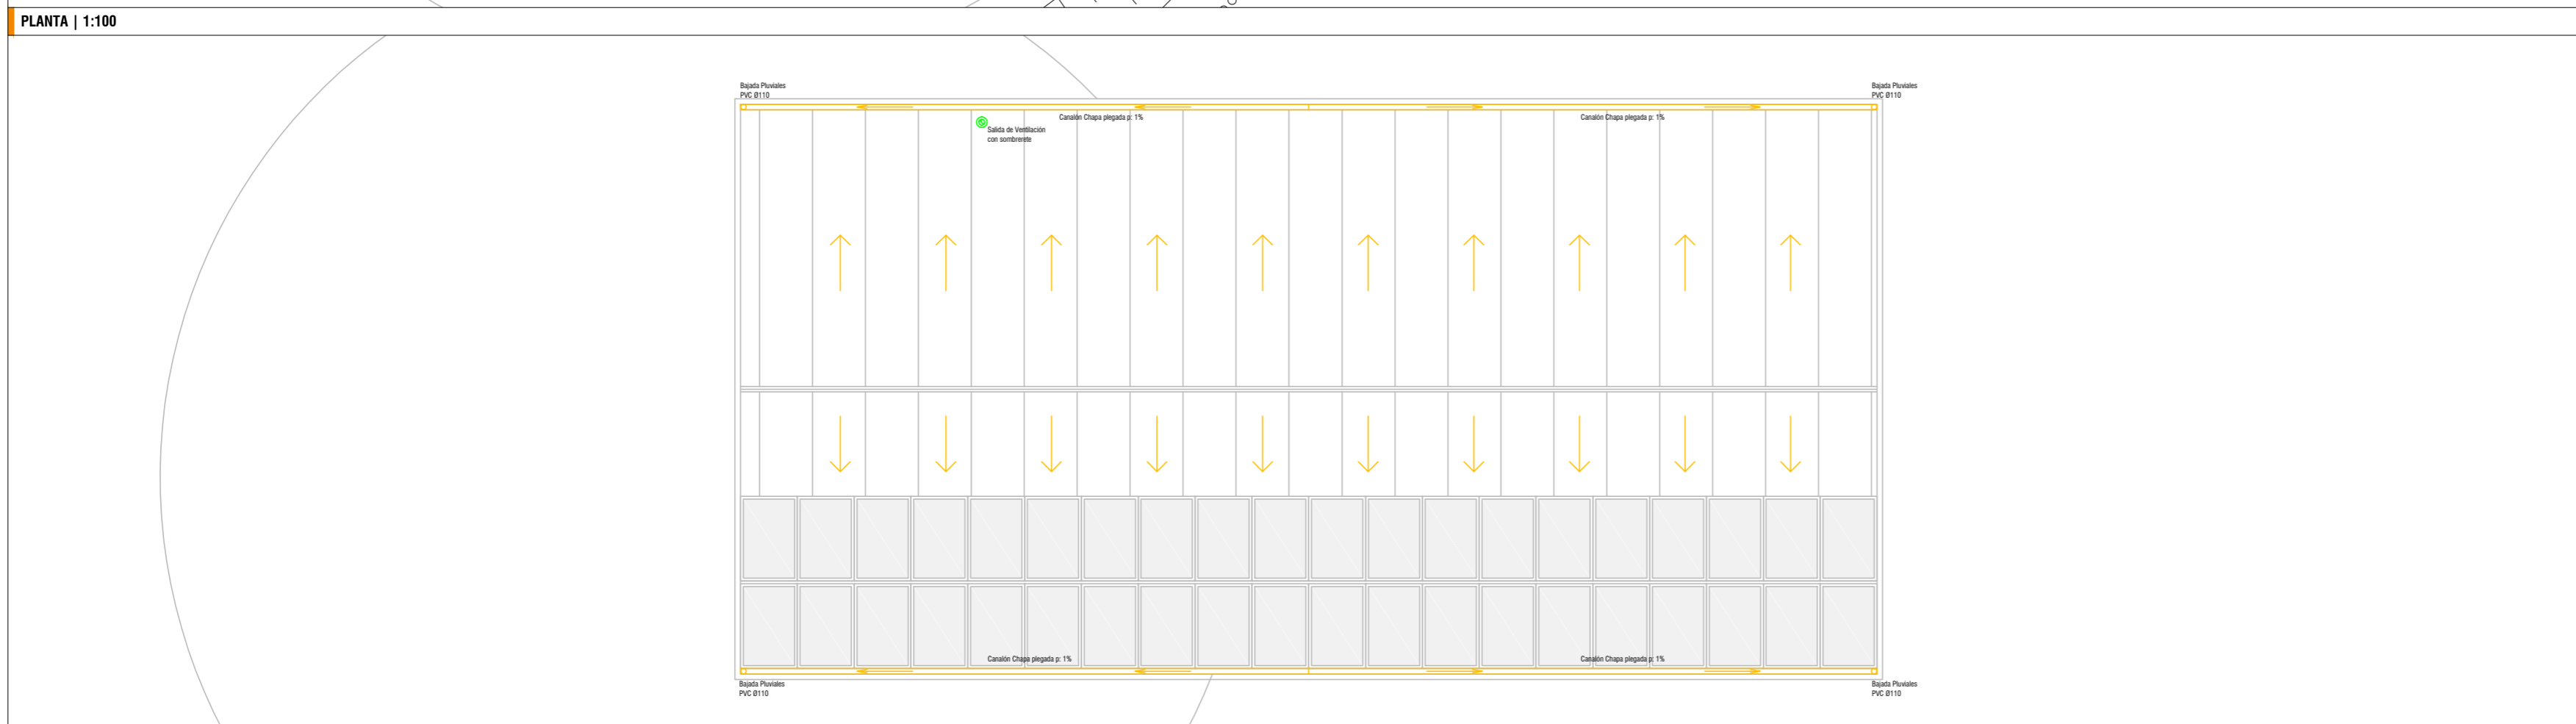 PLANTA | 1:100
Bajada Pluviales
PVC Ø110
Bajada Pluviales
PVC Ø110
Canalón Chapa plegada p: 1%
Canalón Chapa plegada p: 1%
Salida de Ventilación
con sombrerete
Canalón Chapa plegada p: 1%
Canalón Chapa plegada p: 1%
Bajada Pluviales
PVC Ø110
Bajada Pluviales
PVC Ø110